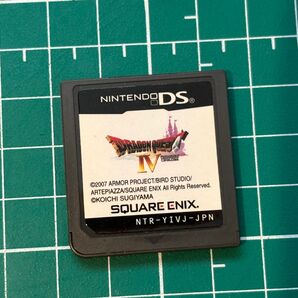 NINTENDO DS
DRAGON QUEST
IV
©2007 ARMOR PROJECT/BIRD STUDIO/
ARTEPIAZZA/SQUARE ENIX All Rights Reserved.
©KOICHI SUGIYAMA
SQUARE ENIX.
NTR-YIVJ-JPN